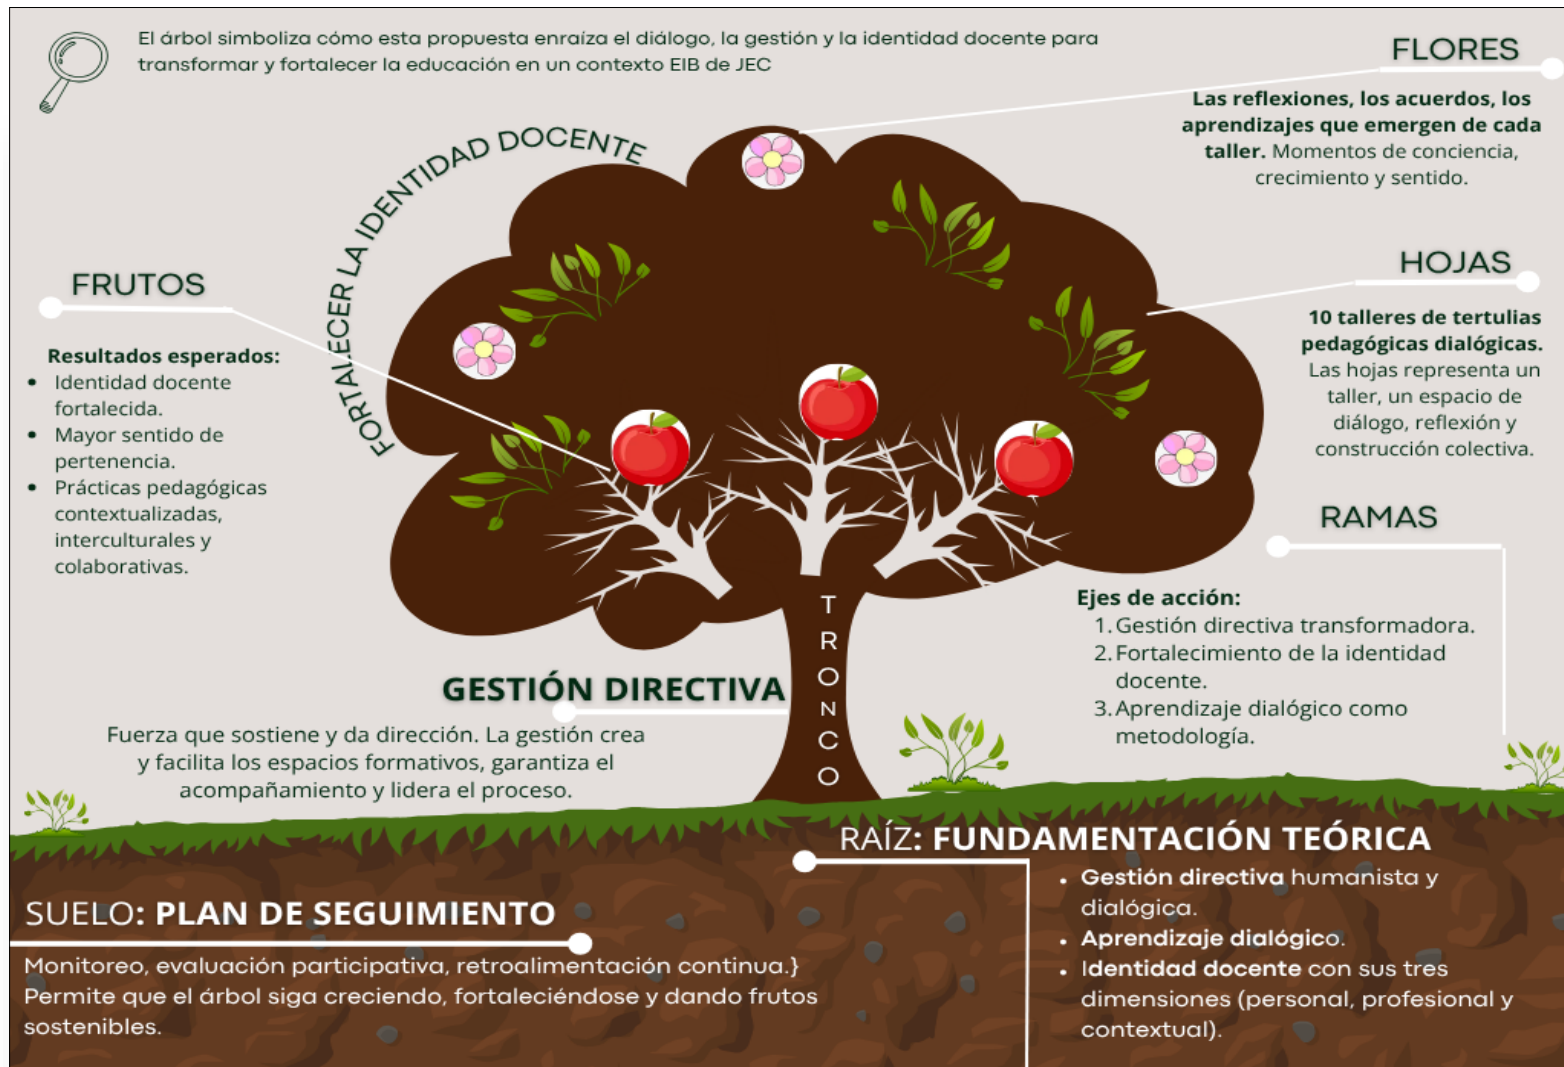 El árbol simboliza cómo esta propuesta enraíza el diálogo, la gestión y la identidad docente para
transformar y fortalecer la educación en un contexto EIB de JEC
FLORES
Las reflexiones, los acuerdos, los
aprendizajes que emergen de cada
taller. Momentos de conciencia,
crecimiento y sentido.
FORTALECER LA IDENTIDAD DOCENTE
HOJAS
10 talleres de tertulias
pedagógicas dialógicas.
Las hojas representa un
taller, un espacio de
diálogo, reflexión y
construcción colectiva.
FRUTOS
Resultados esperados:
• Identidad docente
fortalecida.
• Mayor sentido de
pertenencia.
• Prácticas pedagógicas
contextualizadas,
interculturales y
colaborativas.
RAMAS
Ejes de acción:
1. Gestión directiva transformadora.
2. Fortalecimiento de la identidad
docente.
3. Aprendizaje dialógico como
metodología.
TRONCO
GESTIÓN DIRECTIVA
Fuerza que sostiene y da dirección. La gestión crea
y facilita los espacios formativos, garantiza el
acompañamiento y lidera el proceso.
RAÍZ: FUNDAMENTACIÓN TEÓRICA
• Gestión directiva humanista y
dialógica.
• Aprendizaje dialógico.
• Identidad docente con sus tres
dimensiones (personal, profesional y
contextual).
SUELO: PLAN DE SEGUIMIENTO
Monitoreo, evaluación participativa, retroalimentación continua.}
Permite que el árbol siga creciendo, fortaleciéndose y dando frutos
sostenibles.